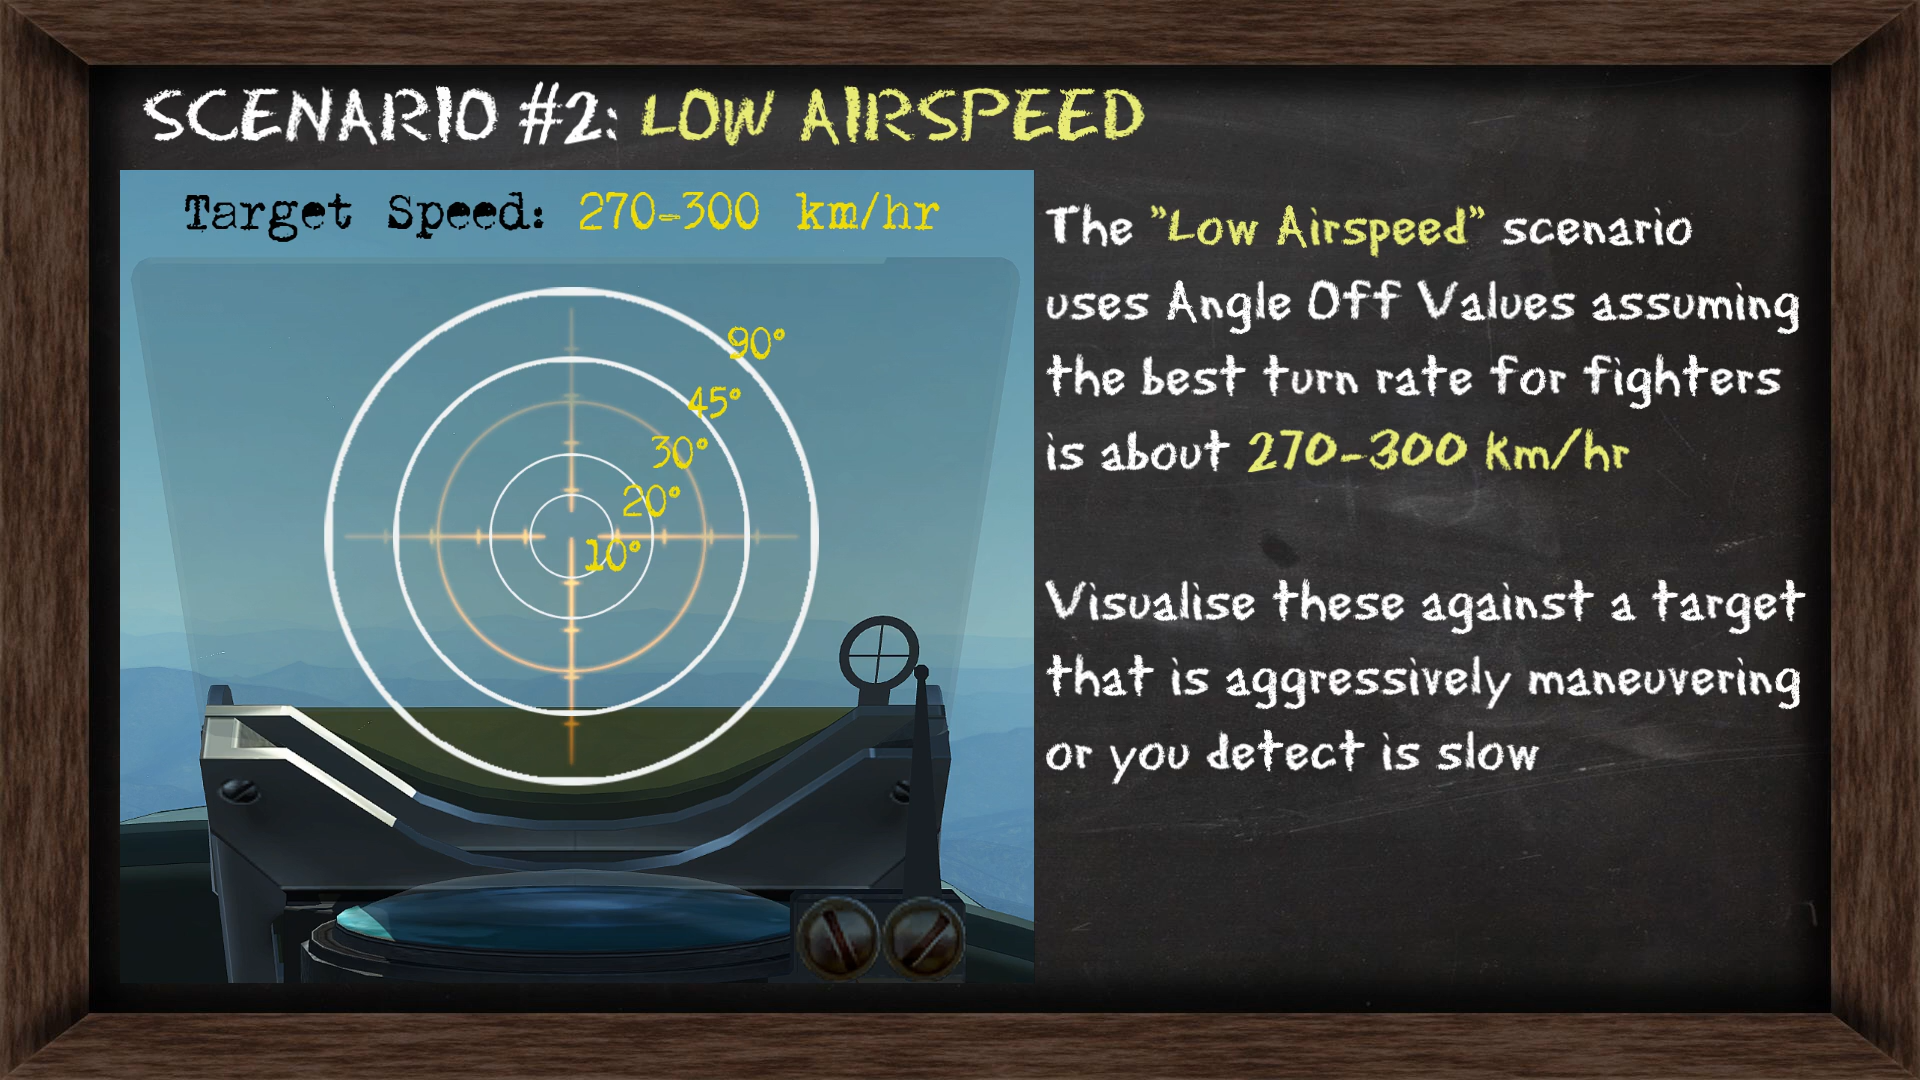 SCENARIO #2: LOW AIRSPEED
Target Speed: 270-300 km/hr
90°
45°
30°
20°
10°
The "Low Airspeed" scenario
uses Angle Off Values assuming
the best turn rate for fighters
is about 270-300 km/hr
Visualise these against a target
that is aggressively maneuvering
or you detect is slow